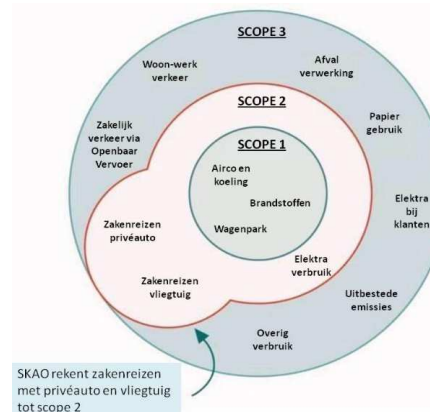 SCOPE 3
Woon-werk
verkeer
Afval
verwerking
SCOPE 2
Papier
gebruik
Zakelijk
verkeer via
Openbaar
Vervoer
SCOPE 1
Airco en
koeling
Brandstoffen
Wagenpark
Elektra
bij
klanten
Zakenreizen
privéauto
Elektra
verbruik
Zakenreizen
vliegtuig
Uitbestede
emissies
Overig
verbruik
SKAO rekent zakenreizen
met privéauto en vliegtuig
tot scope 2